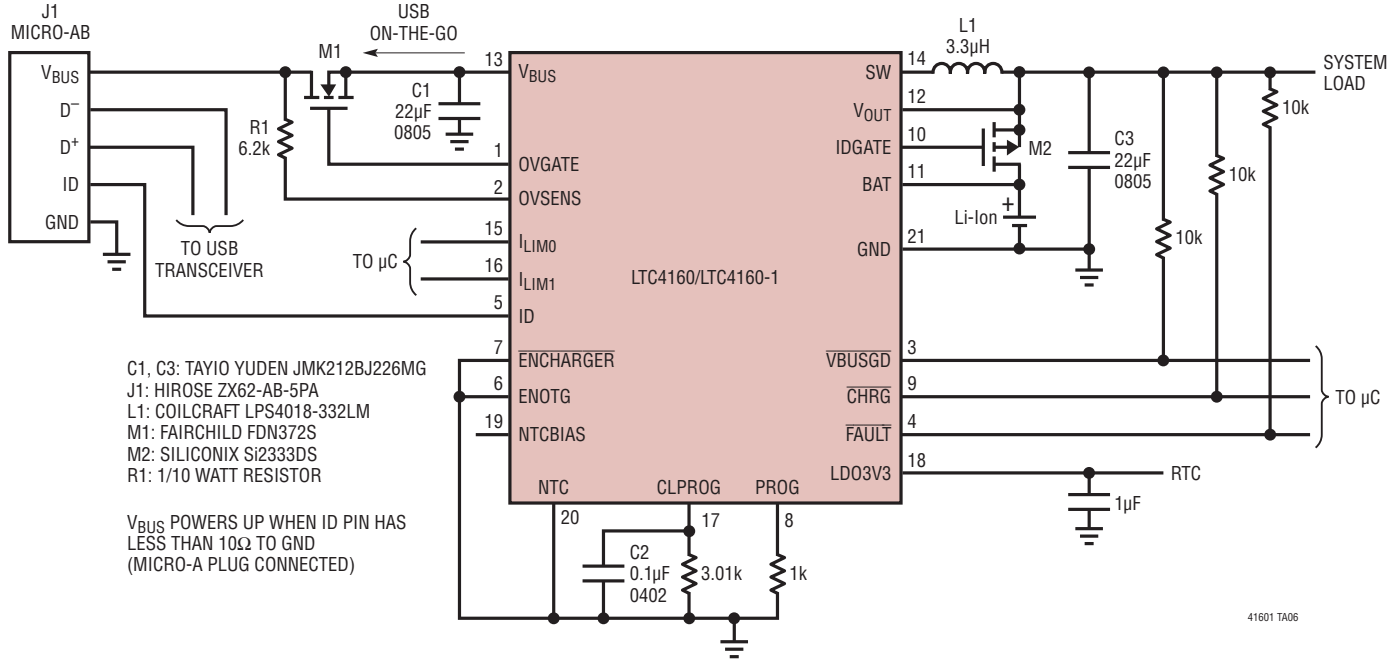 J1
MICRO-AB
VBUS
D–
D+
ID
GND
TO USB
TRANSCEIVER
M1
USB
ON-THE-GO
R1
6.2k
C1
22µF
0805
13
VBUS
1
OVGATE
2
OVSENS
15
ILIM0
16
ILIM1
TO µC
5
ID
7
ENCHARGER
6
ENOTG
19
NTCBIAS
NTC
20
CLPROG
17
PROG
8
LTC4160/LTC4160-1
14
SW
12
VOUT
10
IDGATE
11
BAT
21
GND
3
VBUSGD
9
CHRG
4
FAULT
18
LDO3V3
L1
3.3µH
M2
Li-Ion
+
C3
22µF
0805
10k
10k
10k
SYSTEM
LOAD
TO µC
RTC
1µF
C2
0.1µF
0402
3.01k
1k
C1, C3: TAYIO YUDEN JMK212BJ226MG
J1: HIROSE ZX62-AB-5PA
L1: COILCRAFT LPS4018-332LM
M1: FAIRCHILD FDN372S
M2: SILICONIX Si2333DS
R1: 1/10 WATT RESISTOR
VBUS POWERS UP WHEN ID PIN HAS
LESS THAN 10Ω TO GND
(MICRO-A PLUG CONNECTED)
41601 TA06